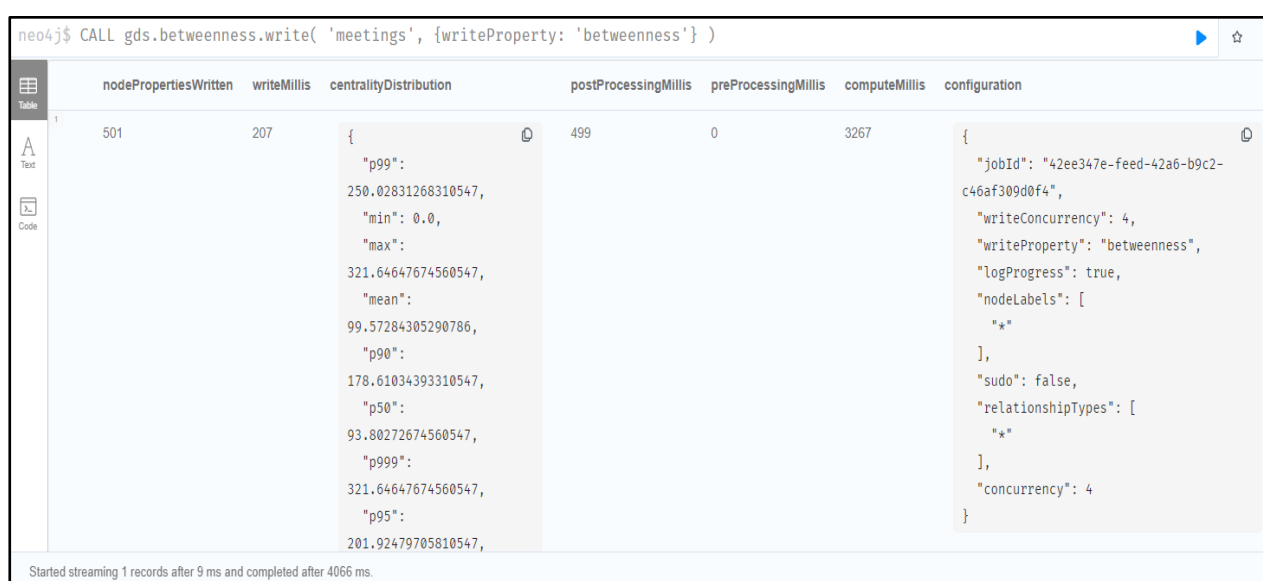 neo4j$ CALL gds.betweenness.write( 'meetings', {writeProperty: 'betweenness'} )
Table
Text
Code
nodePropertiesWritten writeMillis centralityDistribution postProcessingMillis preProcessingMillis computeMillis configuration
1
501
207
{
"p99":
250.02831268310547,
"min": 0.0,
"max":
321.64647674560547,
"mean":
99.57284305290786,
"p90":
178.61034393310547,
"p50":
93.80272674560547,
"p999":
321.64647674560547,
"p95":
201.92479705810547,
499
0
3267
{
"jobId": "42ee347e-feed-42a6-b9c2-
c46af309d0f4",
"writeConcurrency": 4,
"writeProperty": "betweenness",
"logProgress": true,
"nodeLabels": [
"*"
],
"sudo": false,
"relationshipTypes": [
"*"
],
"concurrency": 4
}
Started streaming 1 records after 9 ms and completed after 4066 ms.